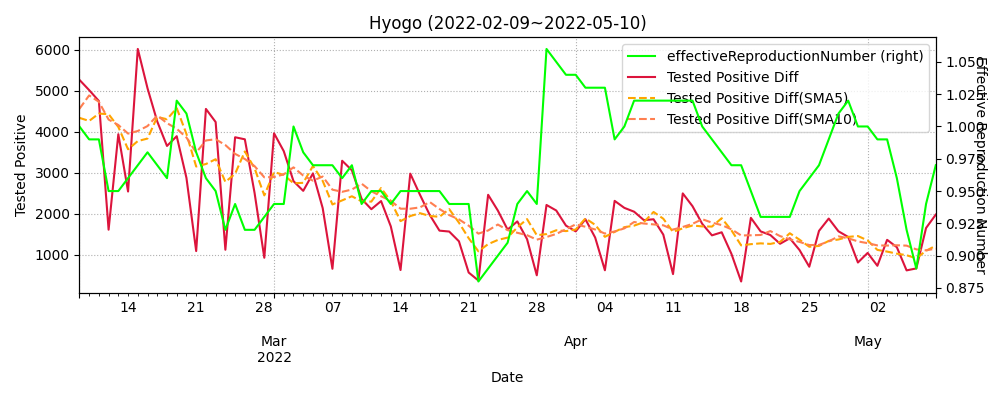 Hyogo (2022-02-09~2022-05-10)
effectiveReproductionNumber (right)
Tested Positive Diff
Tested Positive Diff(SMA5)
Tested Positive Diff(SMA10)
Tested Positive
6000
5000
4000
3000
2000
1000
1.050
1.025
1.000
0.975
0.950
0.925
0.900
0.875
Effective Reproduction Number
14 21 28 07 14 21 28 04 11 18 25 02
Mar Apr May
2022
Date